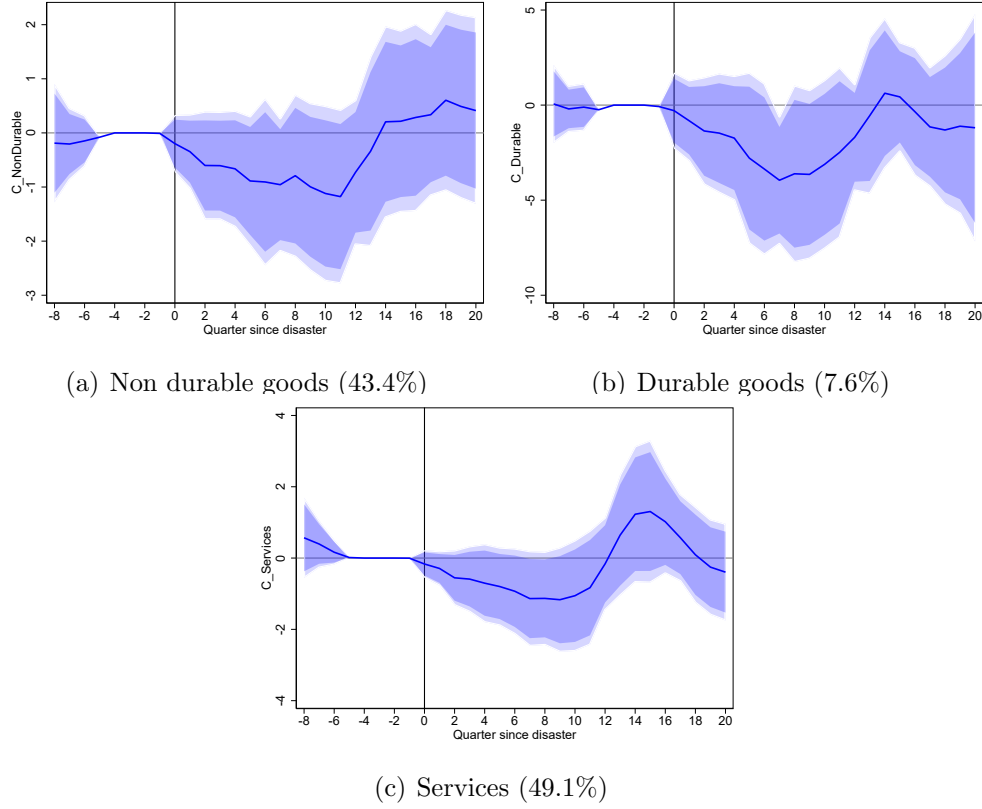 2
1
0
-1
-2
-3
C_NonDurable
-8 -6 -4 -2 0 2 4 6 8 10 12 14 16 18 20
Quarter since disaster
(a) Non durable goods (43.4%)
5
0
-5
-10
C_Durable
-8 -6 -4 -2 0 2 4 6 8 10 12 14 16 18 20
Quarter since disaster
(b) Durable goods (7.6%)
4
2
0
-2
-4
C_Services
-8 -6 -4 -2 0 2 4 6 8 10 12 14 16 18 20
Quarter since disaster
(c) Services (49.1%)